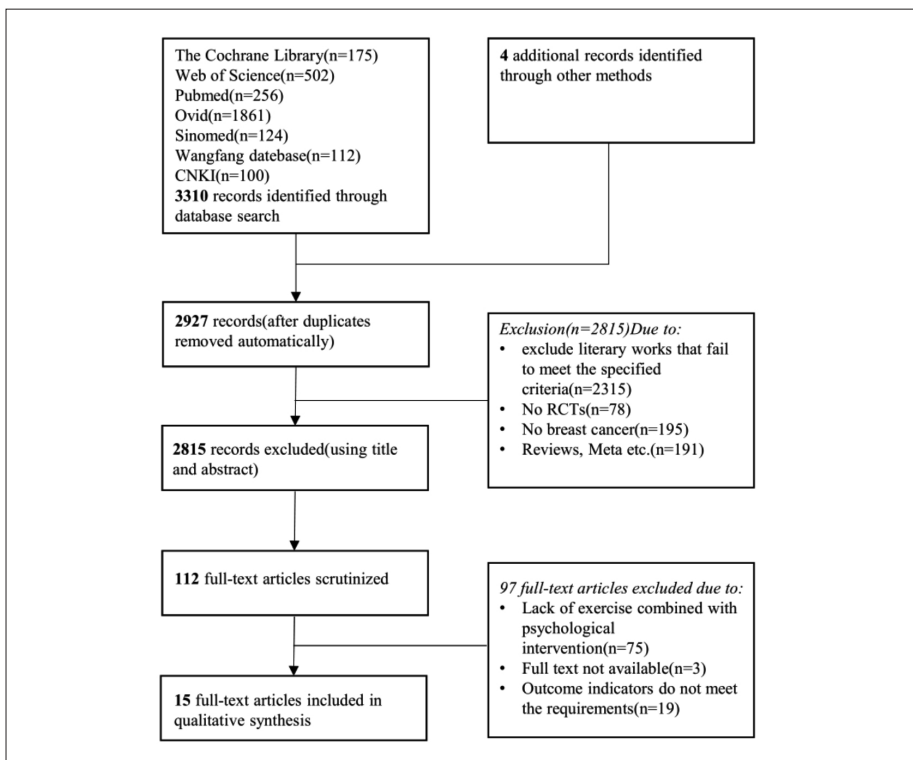 The Cochrane Library(n=175)
Web of Science(n=502)
Pubmed(n=256)
Ovid(n=1861)
Sinomed(n=124)
Wangfang datebase(n=112)
CNKI(n=100)
3310 records identified through
database search
4 additional records identified
through other methods
2927 records(after duplicates
removed automatically)
Exclusion(n=2815)Due to:
• exclude literary works that fail
to meet the specified
criteria(n=2315)
• No RCTs(n=78)
• No breast cancer(n=195)
• Reviews, Meta etc.(n=191)
2815 records excluded(using title
and abstract)
112 full-text articles scrutinized
97 full-text articles excluded due to:
• Lack of exercise combined with
psychological
intervention(n=75)
• Full text not available(n=3)
• Outcome indicators do not meet
the requirements(n=19)
15 full-text articles included in
qualitative synthesis